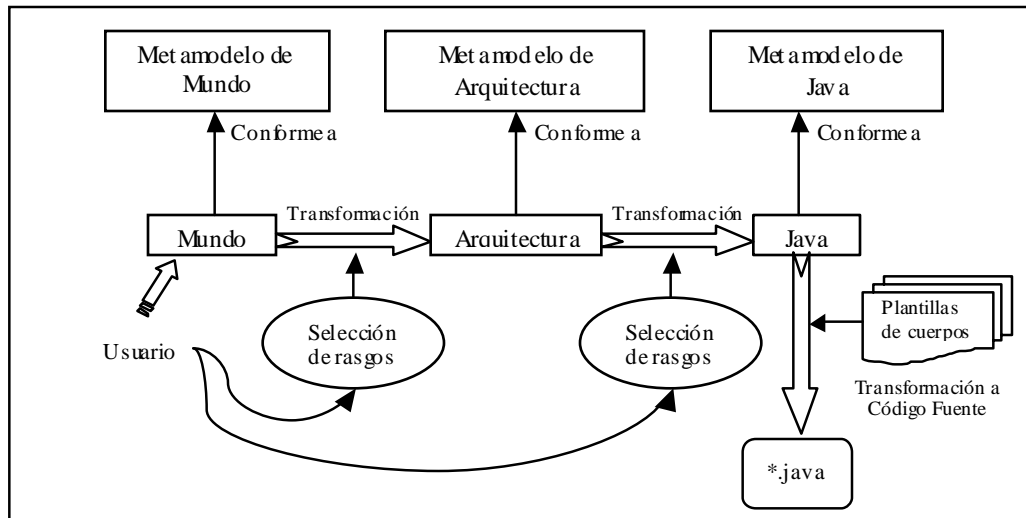 Metamodelo de
Mundo
Metamodelo de
Arquitectura
Metamodelo de
Java
Conforme a
Conforme a
Conforme a
Transformación
Transformación
Mundo
Arquitectura
Java
Selección
de rasgos
Selección
de rasgos
Plantillas
de cuerpos
Usuario
Transformación a
Código Fuente
*.java